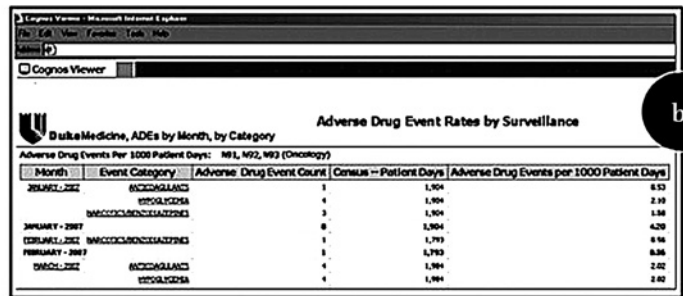 Cognos Viewer - Microsoft Internet Explorer
File Edit View Favorites Tools Help
Cognos Viewer
b
DukeMedicine, ADEs by Month, by Category
Adverse Drug Event Rates by Surveillance
Adverse Drug Events Per 1000 Patient Days: N91, N92, N93 (Oncology)
Month Event Category Adverse Drug Event Count Census - Patient Days Adverse Drug Events per 1000 Patient Days
JANUARY - 2007 ANTICOAGULANTS 1 1,904 0.53
HYPOGLYCEMIA 4 1,904 2.10
NARCOTICS/BENZODIAZEPINES 3 1,904 1.58
JANUARY - 2007 8 1,904 4.20
FEBRUARY - 2007 NARCOTICS/BENZODIAZEPINES 1 1,793 0.56
FEBRUARY - 2007 1 1,793 0.56
MARCH - 2007 ANTICOAGULANTS 4 1,984 2.02
HYPOGLYCEMIA 4 1,984 2.02